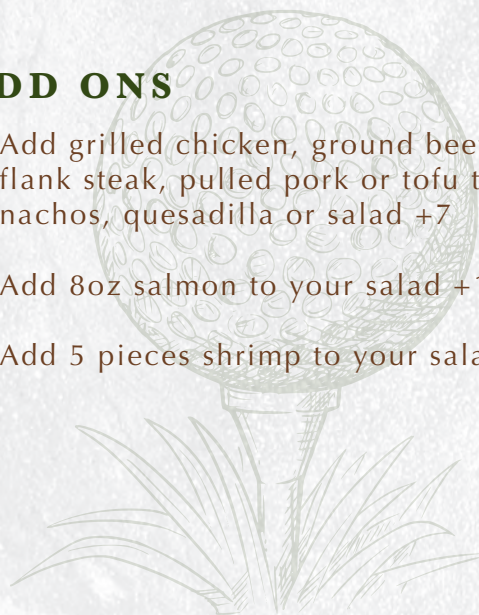 DD ONS
Add grilled chicken, ground bee
flank steak, pulled pork or tofu t
nachos, quesadilla or salad +7
Add 8oz salmon to your salad +1
Add 5 pieces shrimp to your sala